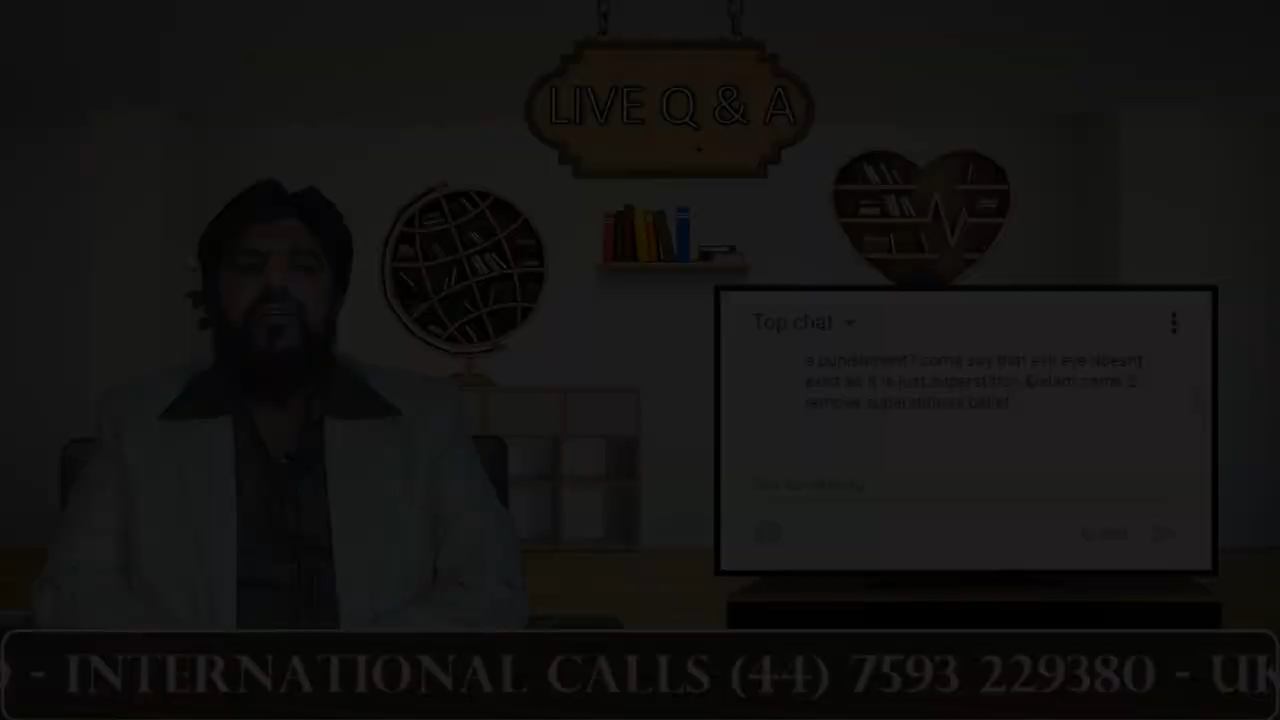 LIVE Q & A
Top chat
a punishment? some say that evil eye doesnt
exist as it is just superstition &islam came 2
remove superstitious belief
- INTERNATIONAL CALLS (44) 7593 229380 - UK